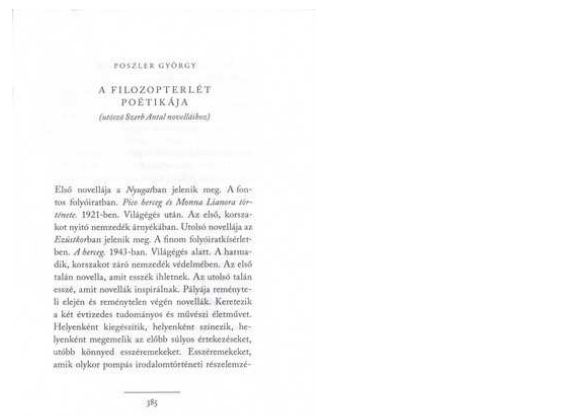 POSZLER GYÖRGY
A FILOZOPTERLÉT
POÉTIKÁJA
(utószó Szerb Antal novelláihoz)
Első novellája a Nyugatban jelenik meg. A fon-
tos folyóiratban. Pico herceg és Monna Lianora tör-
ténete. 1921-ben. Világégés után. Az első, korsza-
kot nyitó nemzedék árnyékában. Utolsó novellája az
Ezüstkorban jelenik meg. A finom folyóiratkísérlet-
ben. A herceg. 1943-ban. Világégés alatt. A harma-
dik, korszakot záró nemzedék védelmében. Az első
talán novella, amit esszék ihletnek. Az utolsó talán
esszé, amit novellák inspirálnak. Pályája reményte-
li elején és reménytelen végén novellák. Keretezik
a két évtizedes tudományos és művészi életművet.
Helyenként kiegészítik, helyenként színezik, he-
lyenként megemelik az előbb súlyos értekezéseket,
utóbb könnyed esszéremekeket. Esszéremekeket,
amik olykor pompás irodalomtörténeti részelemzé-
385